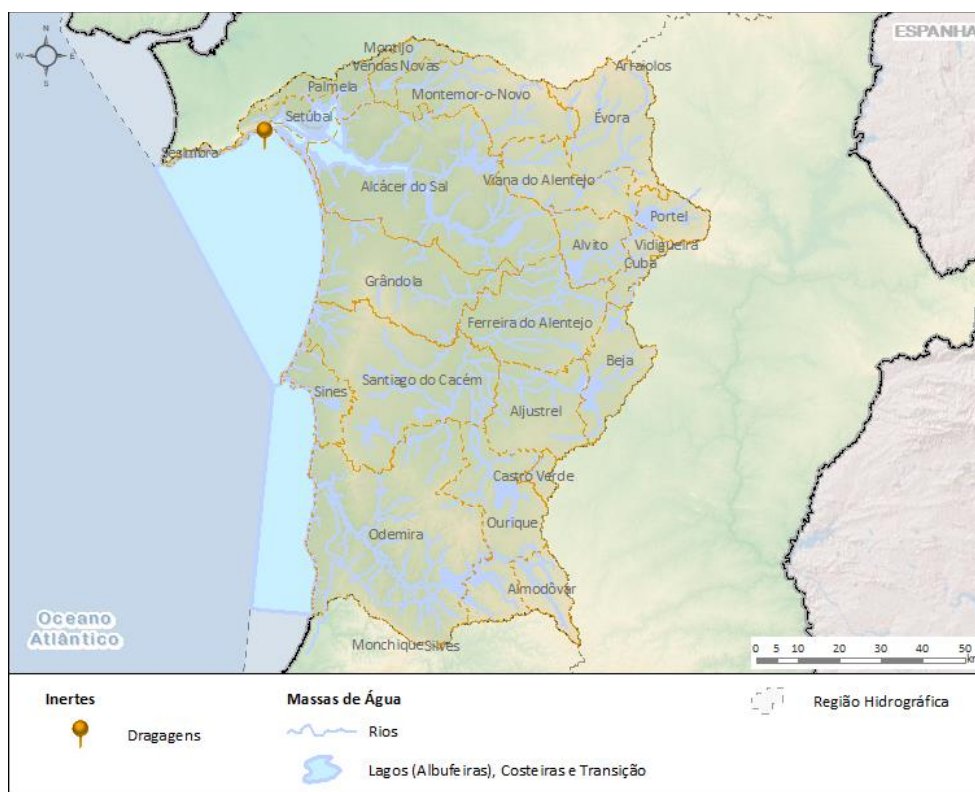 N
W
E
S
ESPANHA
Montijo
Vendas Novas
Arraiolos
Palmela
Montemor-o-Novo
Setúbal
Évora
Sesimbra
Alcácer do Sal
Viana do Alentejo
Portel
Alvito
Vidigueira
Cuba
Grândola
Ferreira do Alentejo
Beja
Santiago do Cacém
Sines
Aljustrel
Castro Verde
Ourique
Odemira
Almodôvar
Oceano
Atlântico
Monchique
Silves
0 5 10 20 30 40 50
km
Inertes
Massas de Água
Região Hidrográfica
Dragagens
Rios
Lagos (Albufeiras), Costeiras e Transição